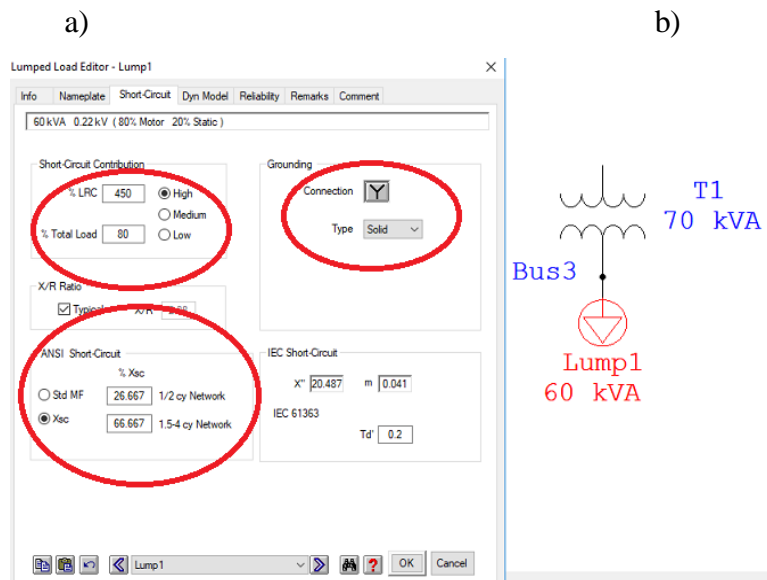 a)
b)
Lumped Load Editor - Lump1
Info Nameplate Short-Circuit Dyn Model Reliability Remarks Comment
60 kVA 0.22 kV ( 80% Motor 20% Static )
Short-Circuit Contribution
% LRC 450 High
Medium
% Total Load 80 Low
Grounding
Connection Y
Type Solid
X/R Ratio
Typical X/R
ANSI Short-Circuit
% Xsc
Std MF 26.667 1/2 cy Network
Xsc 66.667 1.5-4 cy Network
IEC Short-Circuit
X" 20.487 m 0.041
IEC 61363
Td' 0.2
Lump1
? OK Cancel
T1
70 kVA
Bus3
Lump1
60 kVA